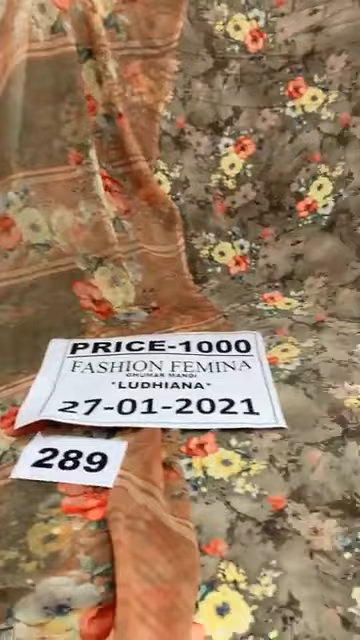 PRICE-1000
FASHION FEMINA
GHUMAR MANDI
*LUDHIANA*
27-01-2021
289